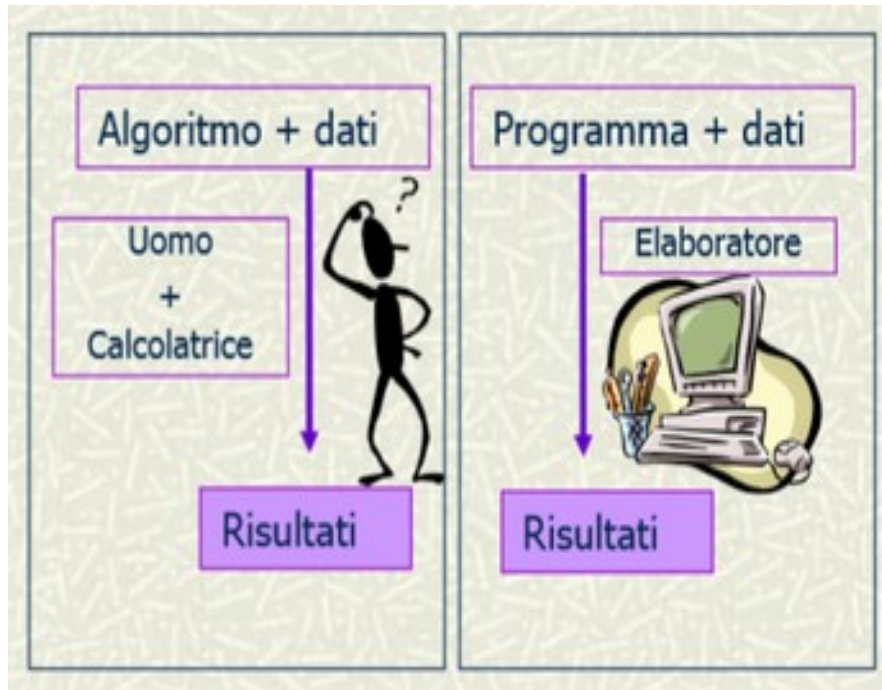 Algoritmo + dati
Uomo
+
Calcolatrice
?
Risultati
Programma + dati
Elaboratore
Risultati